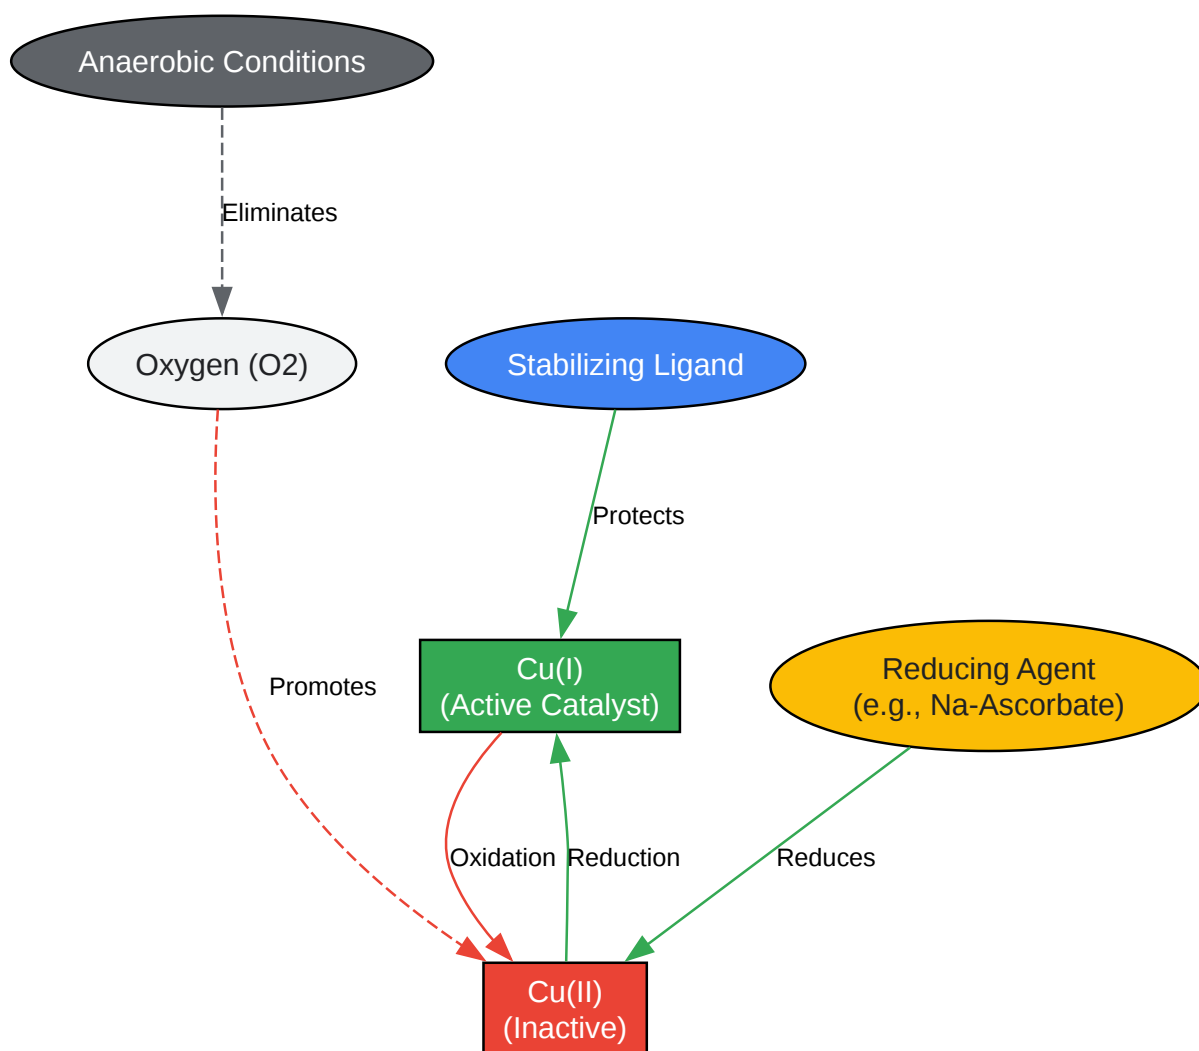 Anaerobic Conditions
Eliminates
Oxygen (O2)
Stabilizing Ligand
Protects
Cu(I)
(Active Catalyst)
Reducing Agent
(e.g., Na-Ascorbate)
Promotes
Oxidation
Reduction
Reduces
Cu(II)
(Inactive)